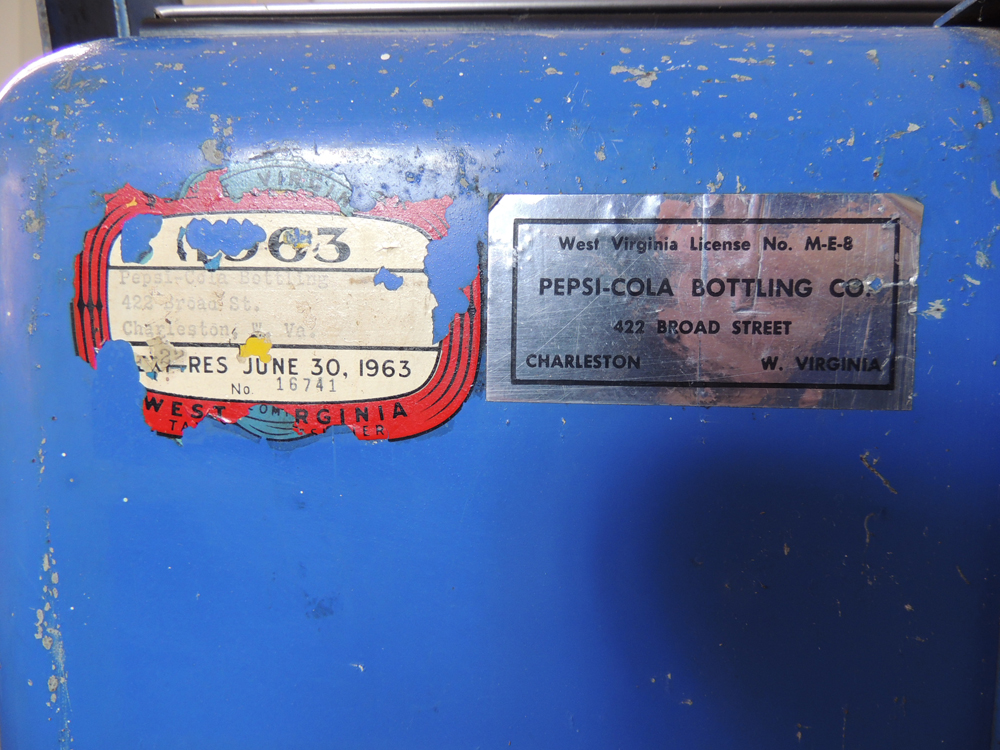 1963
Pepsi-Cola Bottling
422 Broad St.
Charleston, W. Va.
RES JUNE 30, 1963
No. 16741
WEST RGINIA
West Virginia License No. M-E-8
PEPSI-COLA BOTTLING CO.
422 BROAD STREET
CHARLESTON W. VIRGINIA